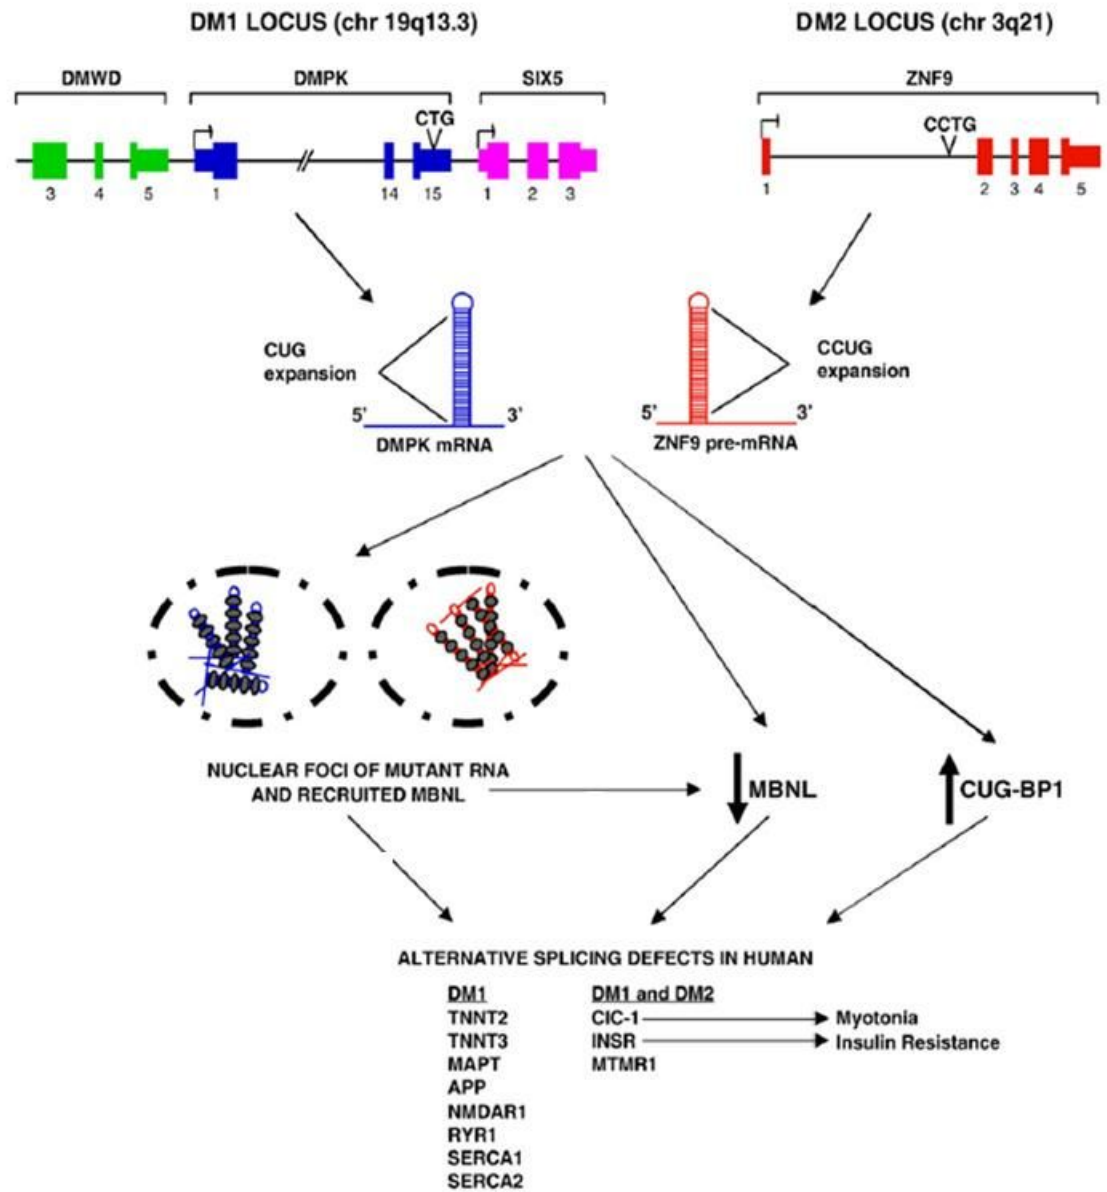 DM1 LOCUS (chr 19q13.3)
DM2 LOCUS (chr 3q21)
DMWD
DMPK
SIX5
ZNF9
CTG
CCTG
3 4 5 1 14 15 1 2 3
1 2 3 4 5
CUG
expansion
CCUG
expansion
5' 3'
5' 3'
DMPK mRNA
ZNF9 pre-mRNA
NUCLEAR FOCI OF MUTANT RNA
AND RECRUITED MBNL
MBNL
CUG-BP1
ALTERNATIVE SPLICING DEFECTS IN HUMAN
DM1
TNNT2
TNNT3
MAPT
APP
NMDAR1
RYR1
SERCA1
SERCA2
DM1 and DM2
CIC-1 Myotonia
INSR Insulin Resistance
MTMR1